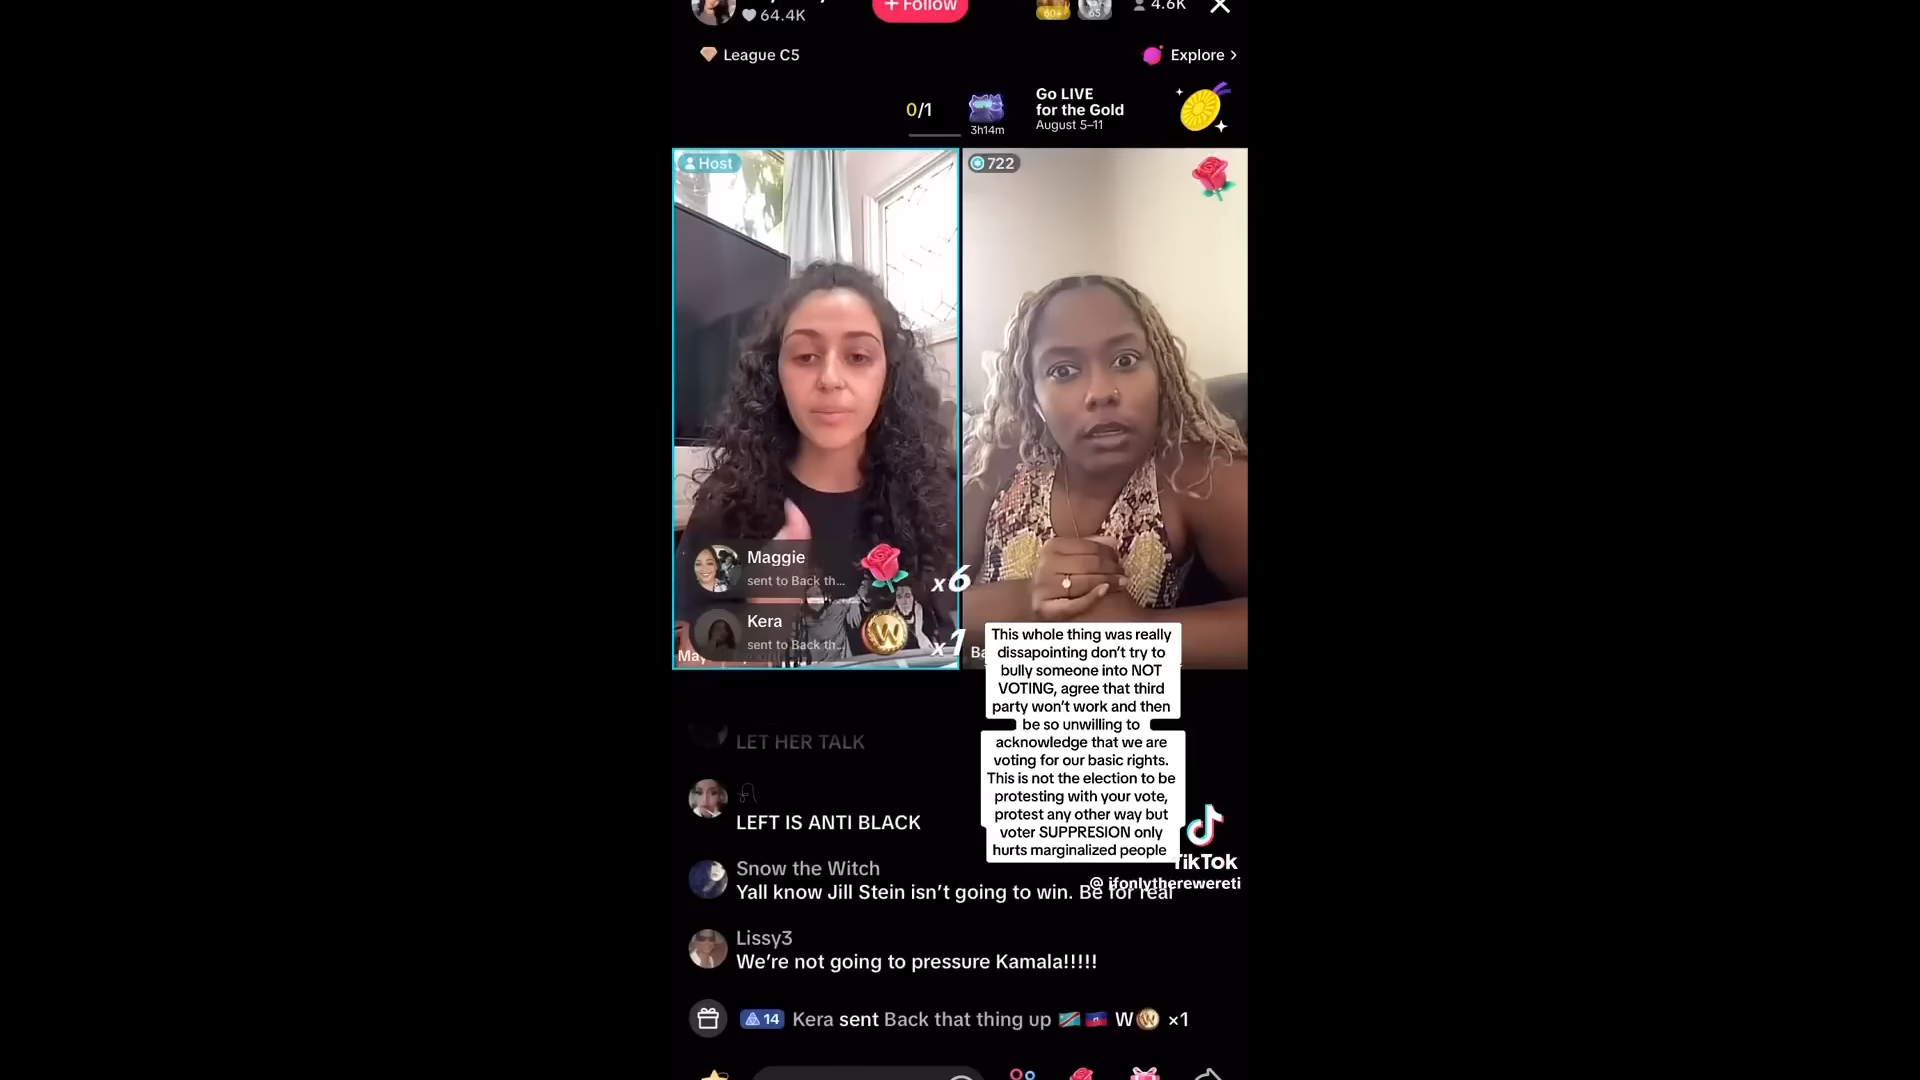 64.4K
+ Follow
60+
65
4.6K
League C5
Explore >
0/1
3h14m
Go LIVE
for the Gold
August 5–11
Host
722
Maggie
sent to Back th...
x6
Kera
sent to Back th...
x1
May
Ba
This whole thing was really
dissapointing don't try to
bully someone into NOT
VOTING, agree that third
party won't work and then
be so unwilling to
acknowledge that we are
voting for our basic rights.
This is not the election to be
protesting with your vote,
protest any other way but
voter SUPPRESION only
hurts marginalized people
LET HER TALK
LEFT IS ANTI BLACK
Snow the Witch
Yall know Jill Stein isn't going to win. Be for real
TikTok
@ ifonlytherewereti
Lissy3
We're not going to pressure Kamala!!!!!
14 Kera sent Back that thing up 🇨🇩 🇭🇹 W x1